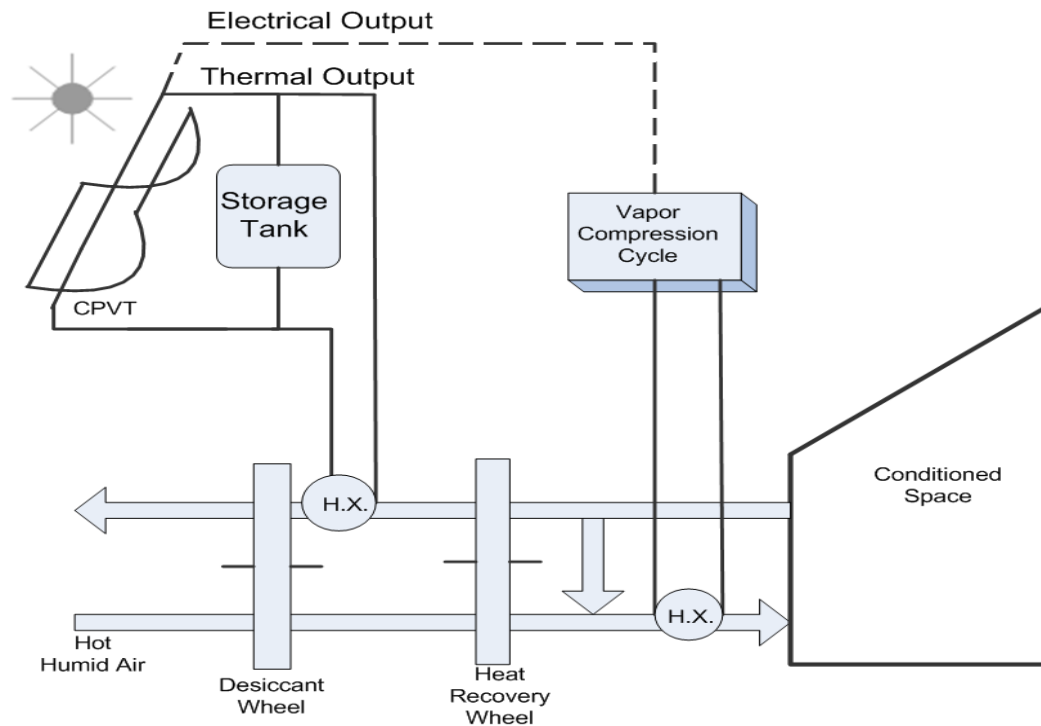 Electrical Output
Thermal Output
Storage
Tank
Vapor
Compression
Cycle
CPVT
Conditioned
Space
H.X.
H.X.
Hot
Humid Air
Desiccant
Wheel
Heat
Recovery
Wheel